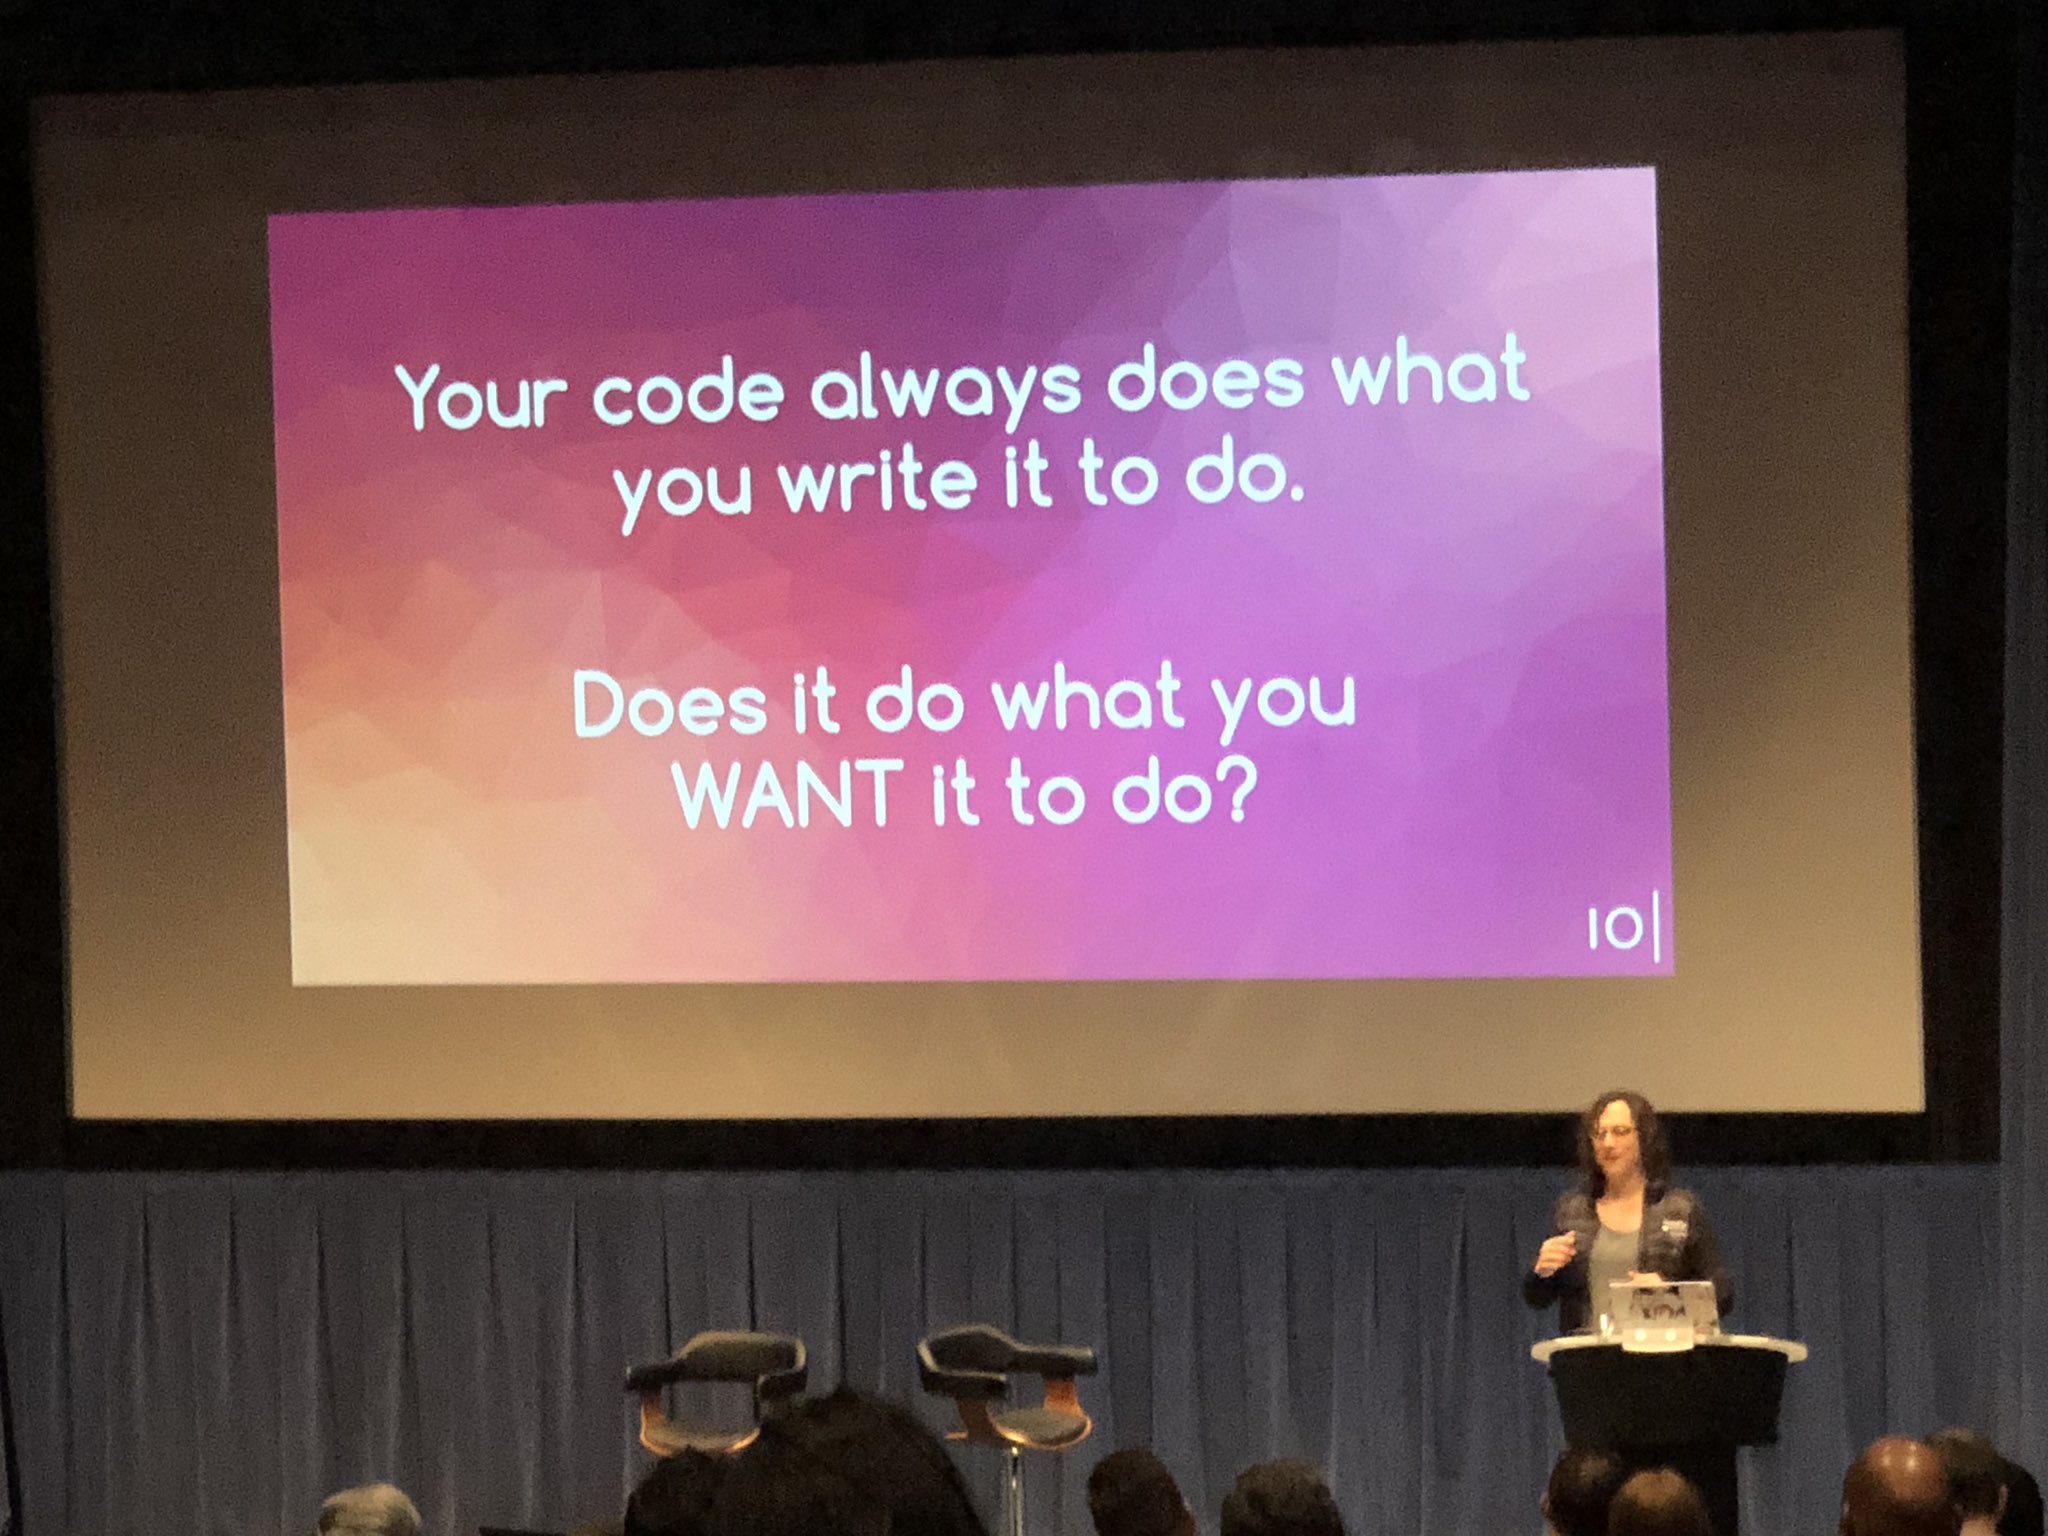 Your code always does what
you write it to do.
Does it do what you
WANT it to do?
10|